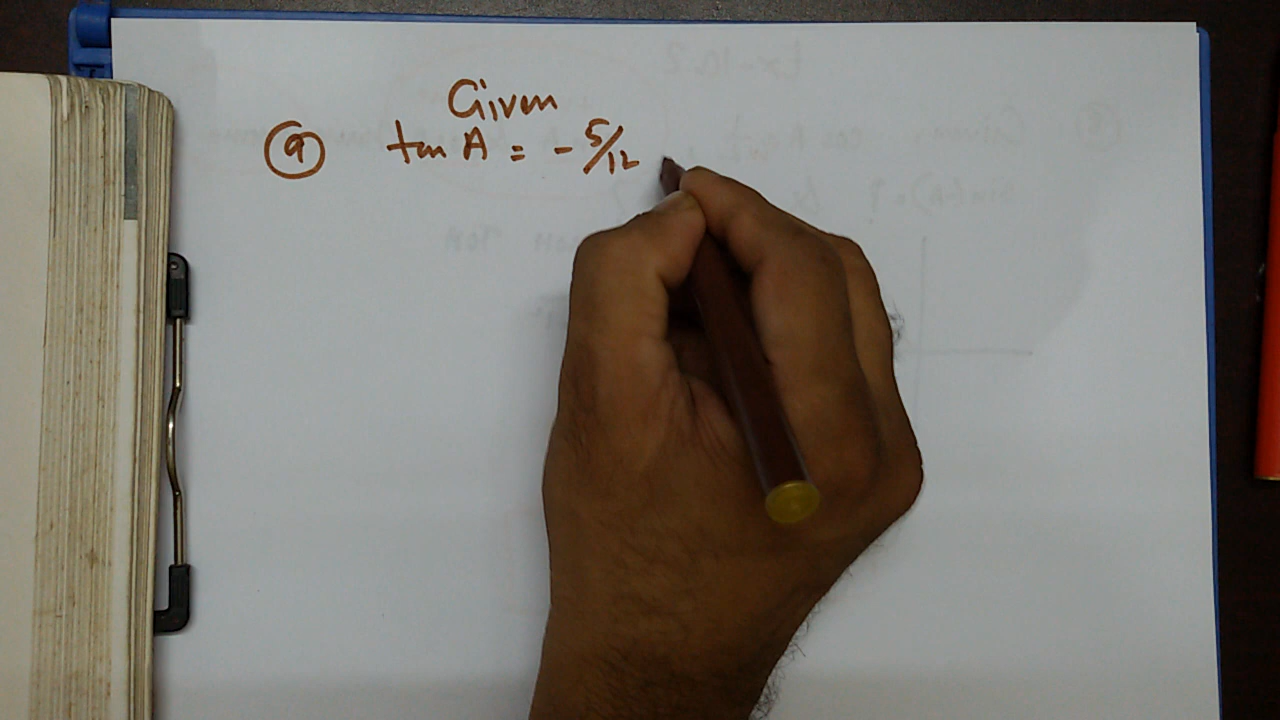 Given
9 tan A = - 5/12